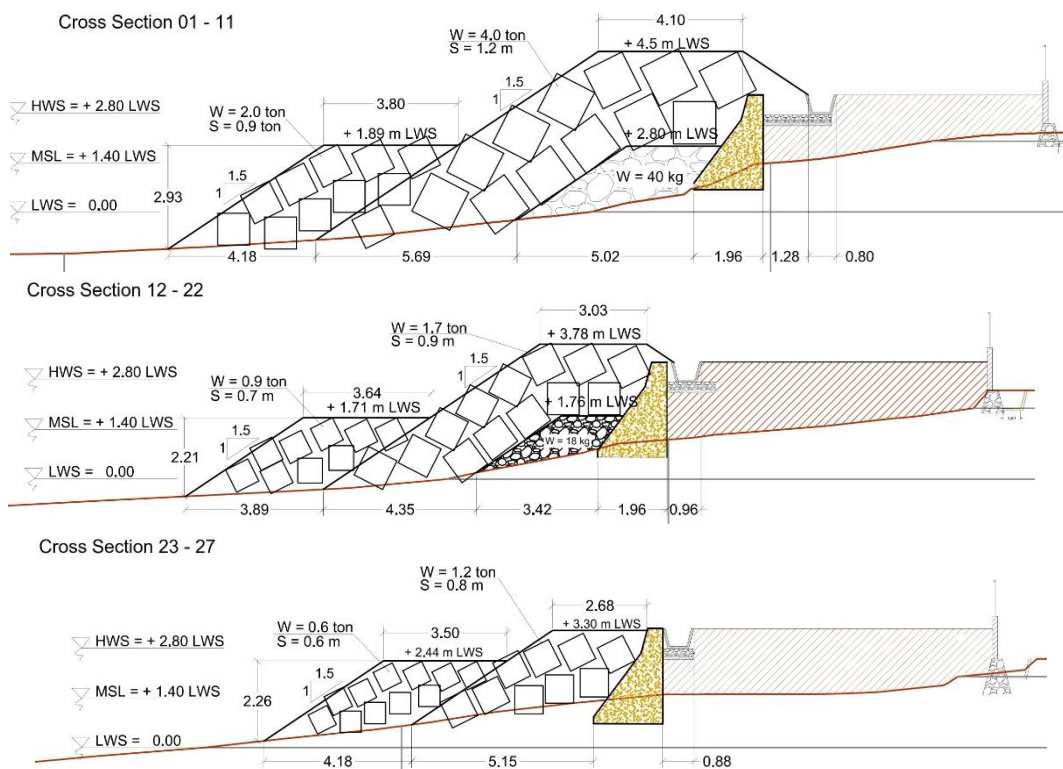 Cross Section 01 - 11
4.10
W = 4.0 ton
S = 1.2 m
+ 4.5 m LWS
1.5
1
HWS = + 2.80 LWS
3.80
W = 2.0 ton
S = 0.9 ton
+ 1.89 m LWS
+ 2.80 m LWS
MSL = + 1.40 LWS
1.5
1
W = 40 kg
2.93
LWS = 0.00
4.18
5.69
5.02
1.96
1.28
0.80
Cross Section 12 - 22
3.03
W = 1.7 ton
S = 0.9 m
+ 3.78 m LWS
1.5
1
HWS = + 2.80 LWS
W = 0.9 ton
S = 0.7 m
3.64
+ 1.71 m LWS
+ 1.76 m LWS
MSL = + 1.40 LWS
1.5
1
W = 18 kg
2.21
LWS = 0.00
3.89
4.35
3.42
1.96
0.96
Cross Section 23 - 27
W = 1.2 ton
S = 0.8 m
2.68
+ 3.30 m LWS
W = 0.6 ton
S = 0.6 m
HWS = + 2,80 LWS
3.50
+ 2,44 m LWS
1.5
1
MSL = + 1.40 LWS
2.26
LWS = 0.00
4.18
5.15
0.88